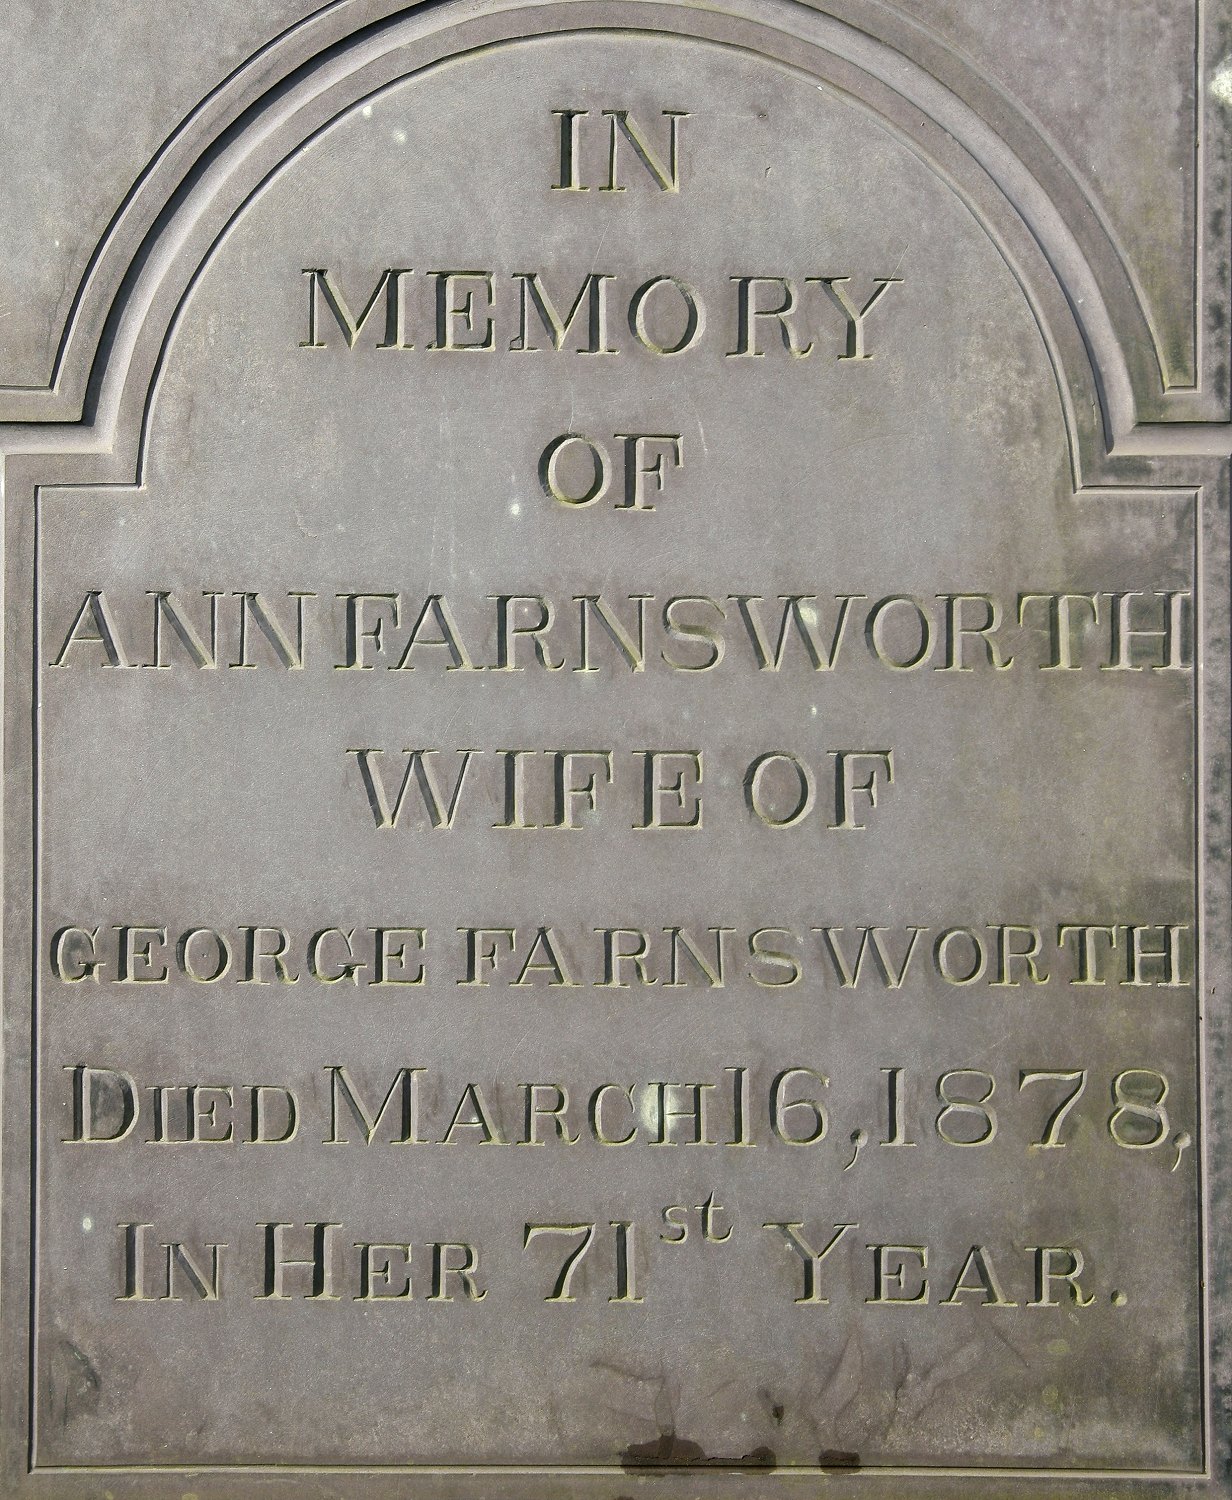 IN
MEMORY
OF
ANN FARNSWORTH
WIFE OF
GEORGE FARNSWORTH
DIED MARCH 16, 1878,
IN HER 71st YEAR.